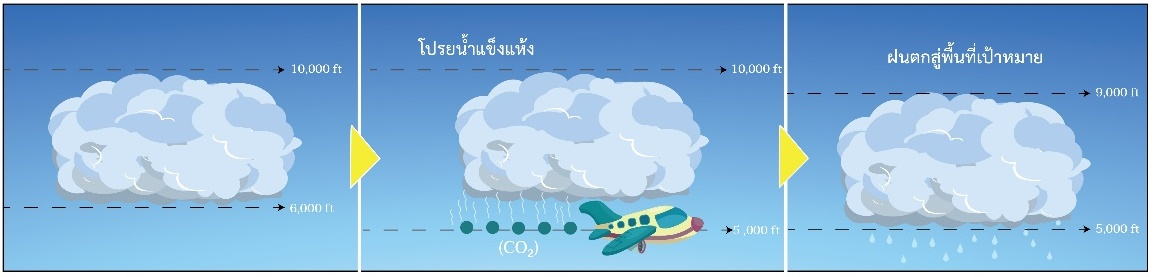 10,000 ft
6,000 ft
โปรยน้ำแข็งแห้ง
10,000 ft
5,000 ft
(CO₂)
ฝนตกสู่พื้นที่เป้าหมาย
9,000 ft
5,000 ft